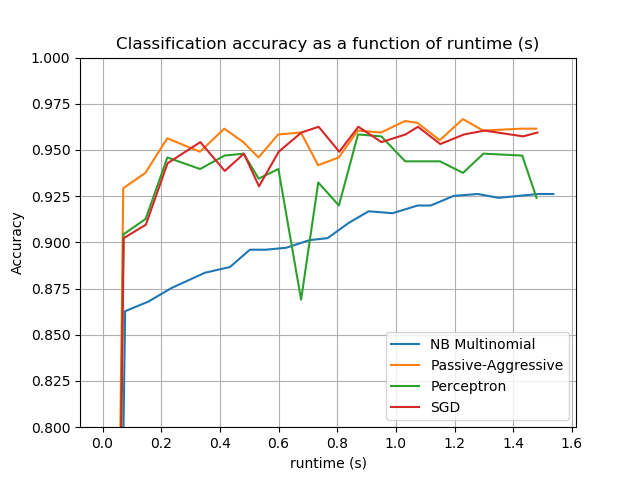 Classification accuracy as a function of runtime (s)
1.000
0.975
0.950
0.925
0.900
0.875
0.850
0.825
0.800
Accuracy
NB Multinomial
Passive-Aggressive
Perceptron
SGD
0.0 0.2 0.4 0.6 0.8 1.0 1.2 1.4 1.6
runtime (s)